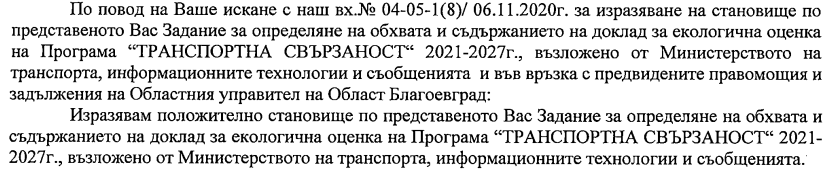 По повод на Ваше искане с наш вх.№ 04-05-1(8)/ 06.11.2020г. за изразяване на становище по
представеното Вас Задание за определяне на обхвата и съдържанието на доклад за екологична оценка
на Програма “ТРАНСПОРТНА СВЪРЗАНОСТ“ 2021-2027г., възложено от Министерството на
транспорта, информационните технологии и съобщенията и във връзка с предвидените правомощия и
задължения на Областния управител на Област Благоевград:
Изразявам положително становище по представеното Вас Задание за определяне на обхвата и
съдържанието на доклад за екологична оценка на Програма “ТРАНСПОРТНА СВЪРЗАНОСТ“ 2021-
2027г., възложено от Министерството на транспорта, информационните технологии и съобщенията.